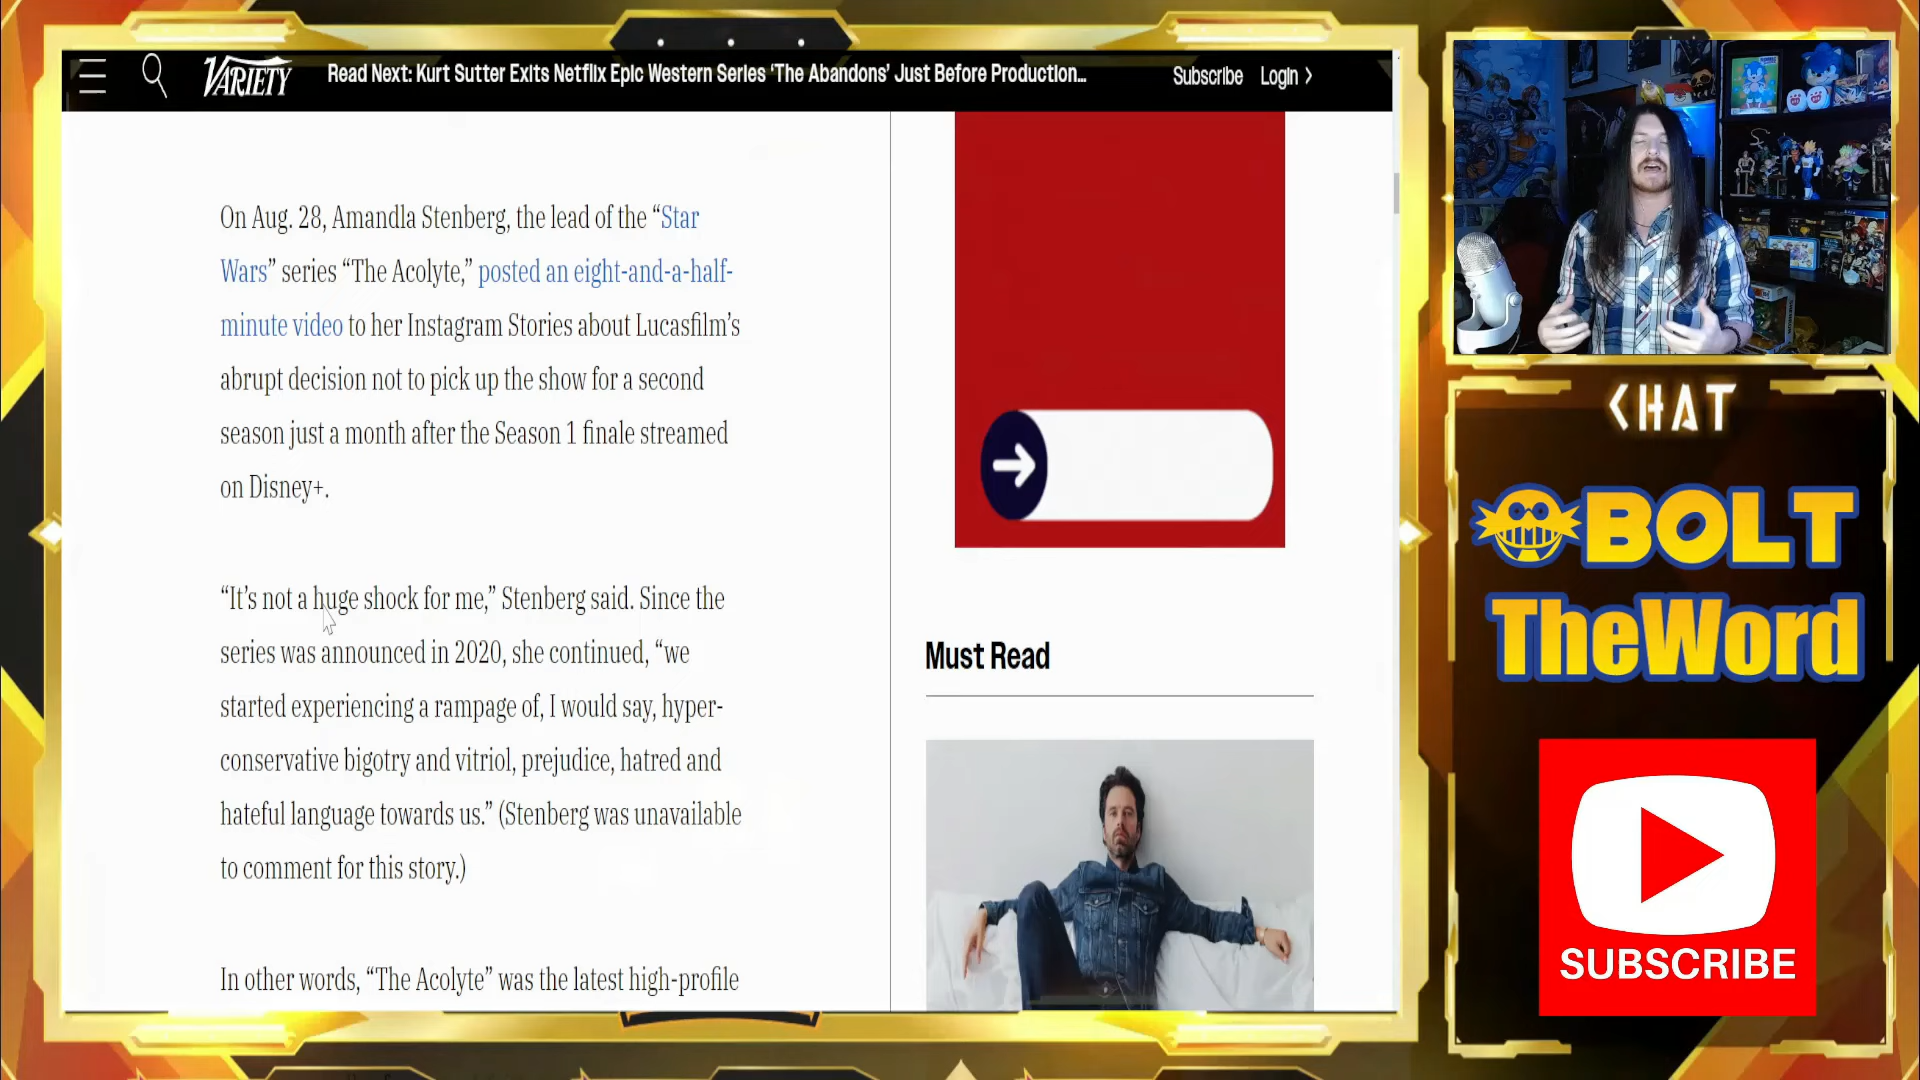 VARIETY
Read Next: Kurt Sutter Exits Netflix Epic Western Series ‘The Abandons’ Just Before Production...
Subscribe
Login
On Aug. 28, Amandla Stenberg, the lead of the “Star
Wars” series “The Acolyte,” posted an eight-and-a-half-
minute video to her Instagram Stories about Lucasfilm’s
abrupt decision not to pick up the show for a second
season just a month after the Season 1 finale streamed
on Disney+.
“It’s not a huge shock for me,” Stenberg said. Since the
series was announced in 2020, she continued, “we
started experiencing a rampage of, I would say, hyper-
conservative bigotry and vitriol, prejudice, hatred and
hateful language towards us.” (Stenberg was unavailable
to comment for this story.)
In other words, “The Acolyte” was the latest high-profile
Must Read
CHAT
BOLT
TheWord
SUBSCRIBE